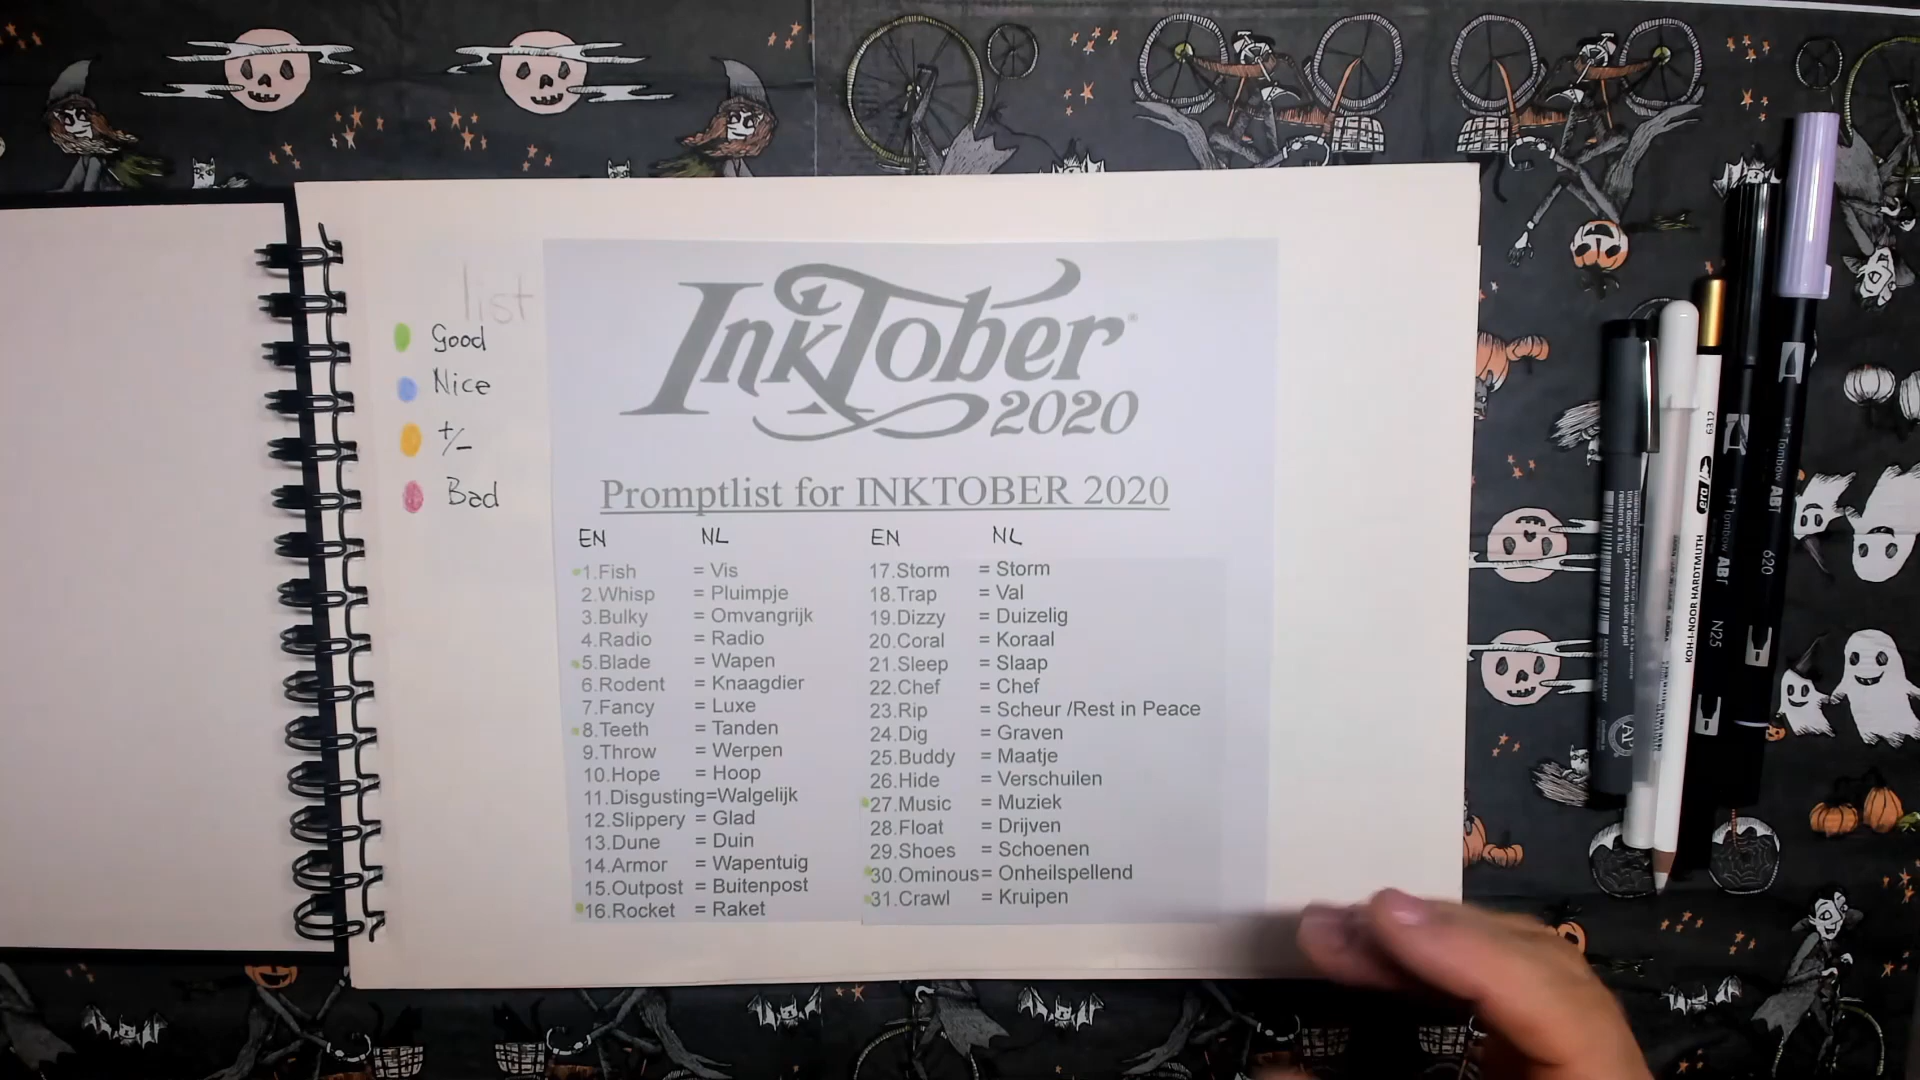 list
Good
Nice
+/-
Bad
InkTober®
2020
Promptlist for INKTOBER 2020
EN NL
1.Fish = Vis
2.Whisp = Pluimpje
3.Bulky = Omvangrijk
4.Radio = Radio
5.Blade = Wapen
6.Rodent = Knaagdier
7.Fancy = Luxe
8.Teeth = Tanden
9.Throw = Werpen
10.Hope = Hoop
11.Disgusting=Walgelijk
12.Slippery = Glad
13.Dune = Duin
14.Armor = Wapentuig
15.Outpost = Buitenpost
16.Rocket = Raket
EN NL
17.Storm = Storm
18.Trap = Val
19.Dizzy = Duizelig
20.Coral = Koraal
21.Sleep = Slaap
22.Chef = Chef
23.Rip = Scheur /Rest in Peace
24.Dig = Graven
25.Buddy = Maatje
26.Hide = Verschuilen
27.Music = Muziek
28.Float = Drijven
29.Shoes = Schoenen
30.Ominous= Onheilspellend
31.Crawl = Kruipen
6312
KOH-I-NOOR HARDTMUTH
Tombow ABT
N25
Tombow ABT
620